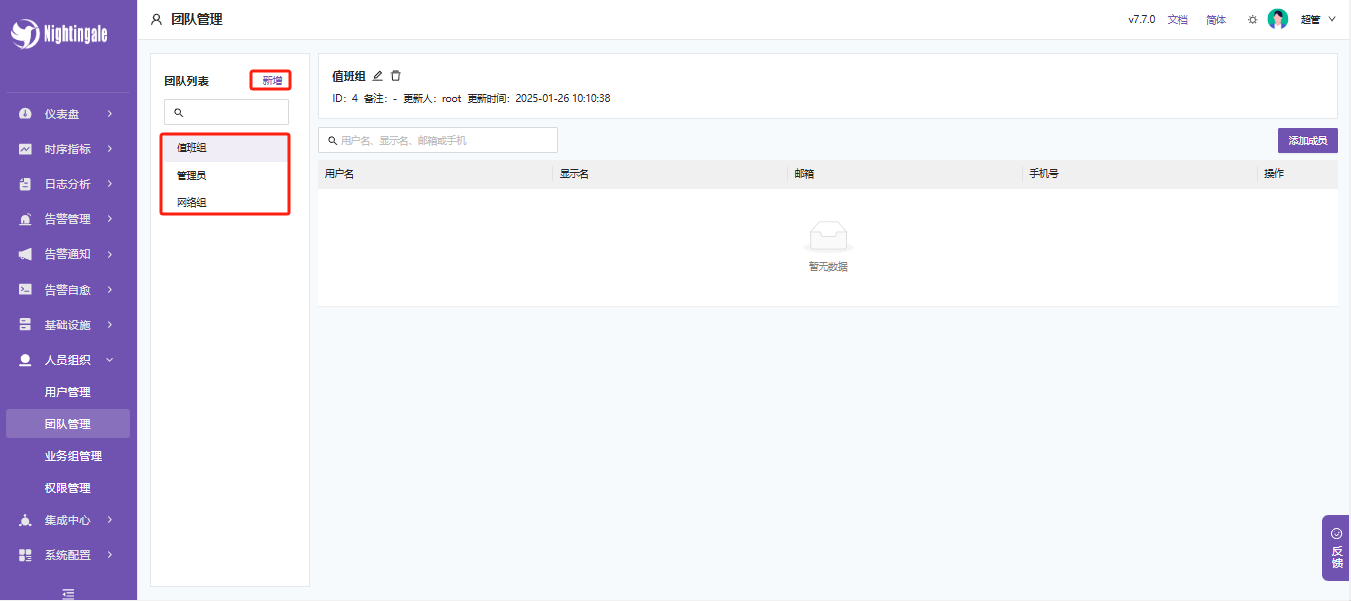 Nightingale
仪表盘
时序指标
日志分析
告警管理
告警通知
告警自愈
基础设施
人员组织
用户管理
团队管理
业务组管理
权限管理
集成中心
系统配置
团队管理
v7.7.0 文档 简体 超管
团队列表 新增
值班组
管理员
网络组
值班组
ID：4 备注：- 更新人：root 更新时间：2025-01-26 10:10:38
用户名、显示名、邮箱或手机
添加成员
用户名 显示名 邮箱 手机号 操作
暂无数据
反馈